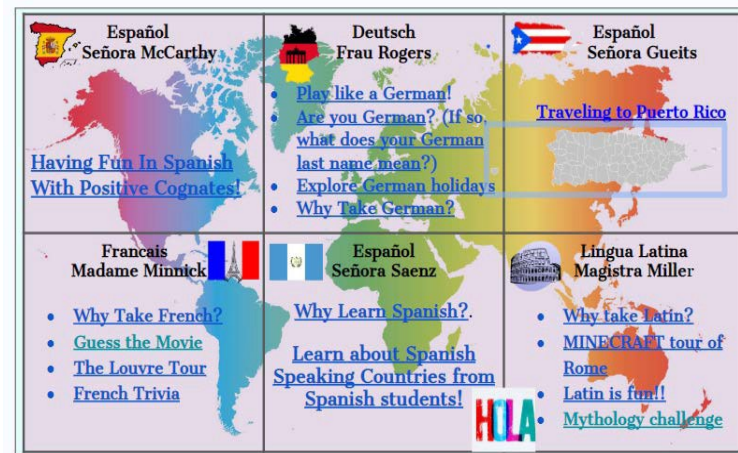 Español
Señora McCarthy
Having Fun In Spanish
With Positive Cognates!
Deutsch
Frau Rogers
Play like a German!
Are you German? (If so,
what does your German
last name mean?)
Explore German holidays
Why Take German?
Español
Señora Gueits
Traveling to Puerto Rico
Francais
Madame Minnick
Why Take French?
Guess the Movie
The Louvre Tour
French Trivia
Español
Señora Saenz
Why Learn Spanish?.
Learn about Spanish
Speaking Countries from
Spanish students!
HOLA
Lingua Latina
Magistra Miller
Why take Latin?
MINECRAFT tour of
Rome
Latin is fun!!
Mythology challenge